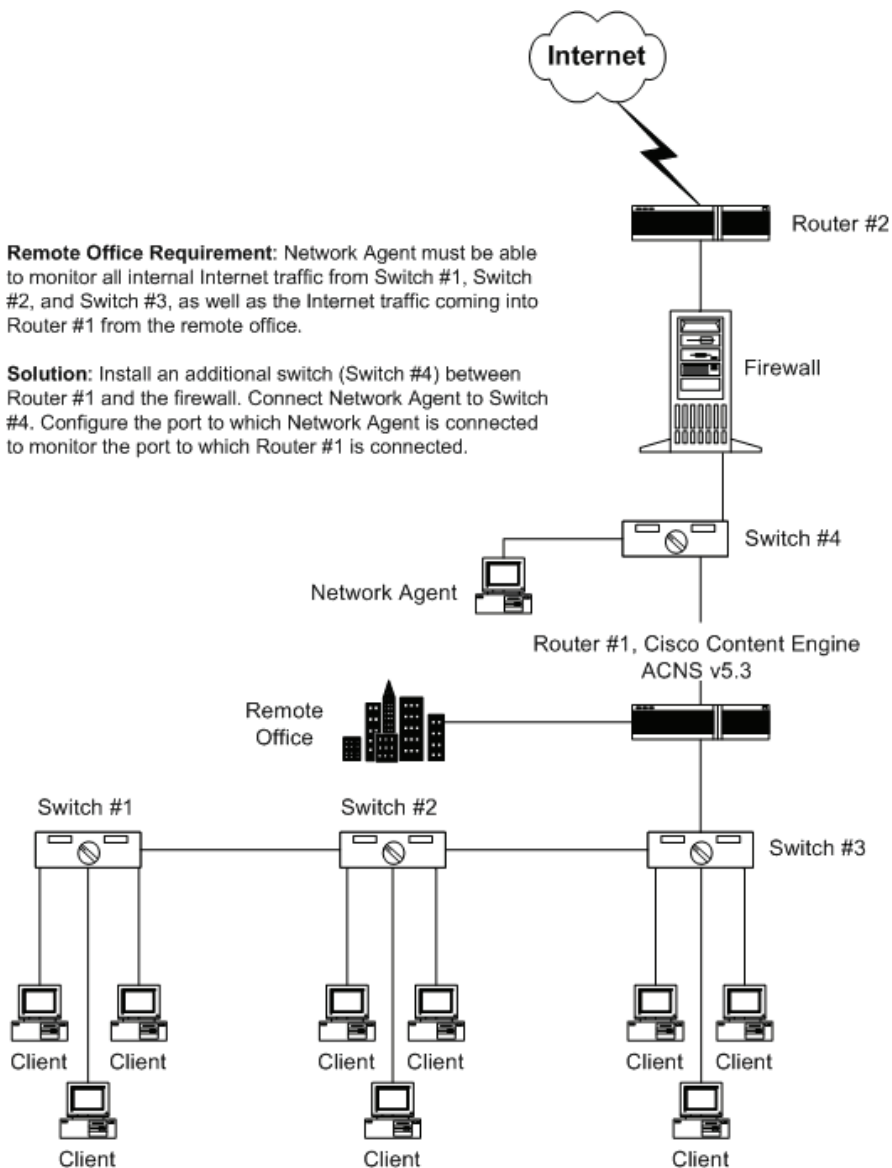 Internet
Router #2
Remote Office Requirement: Network Agent must be able
to monitor all internal Internet traffic from Switch #1, Switch
#2, and Switch #3, as well as the Internet traffic coming into
Router #1 from the remote office.
Solution: Install an additional switch (Switch #4) between
Router #1 and the firewall. Connect Network Agent to Switch
#4. Configure the port to which Network Agent is connected
to monitor the port to which Router #1 is connected.
Firewall
Switch #4
Network Agent
Router #1, Cisco Content Engine
ACNS v5.3
Remote
Office
Switch #1
Switch #2
Switch #3
Client
Client
Client
Client
Client
Client
Client
Client
Client